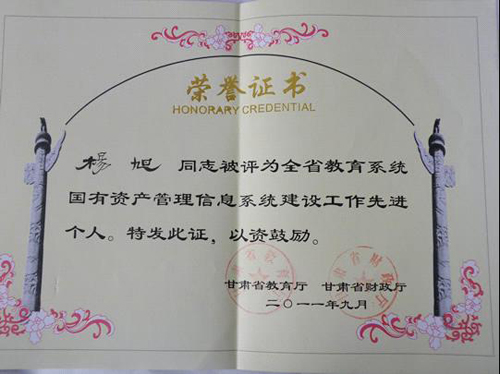 荣誉证书
HONORARY CREDENTIAL
杨旭 同志被评为全省教育系统
国有资产管理信息系统建设工作先进
个人。特发此证，以资鼓励。
甘肃省教育厅 甘肃省财政厅
二〇一一年九月